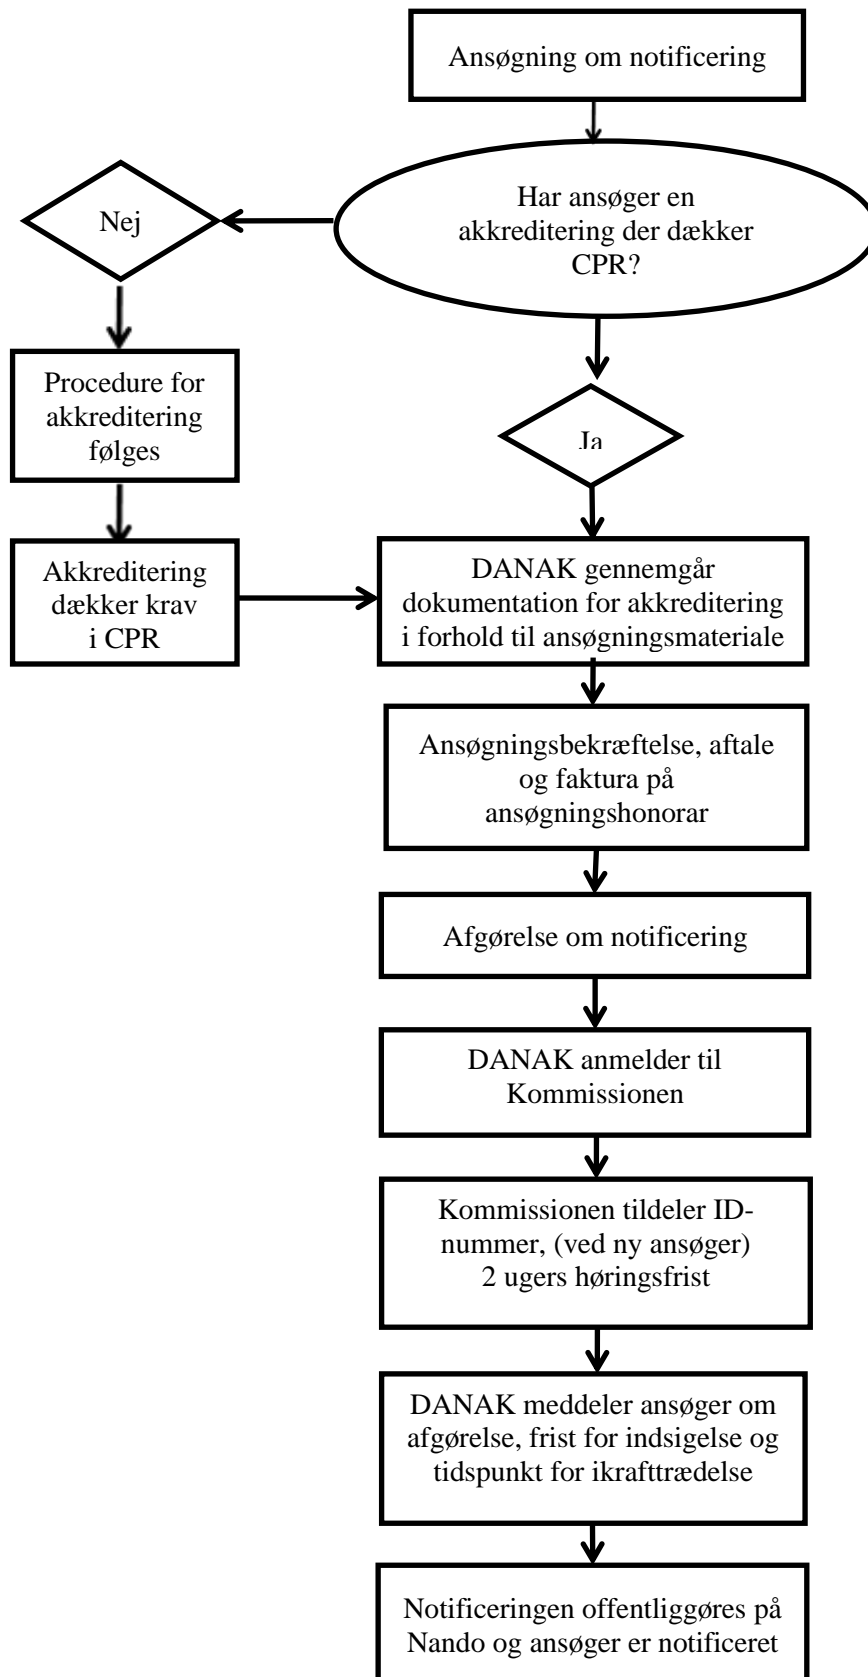 Ansøgning om notificering
Har ansøger en
akkreditering der dækker
CPR?
Nej
Procedure for
akkreditering
følges
Ja
Akkreditering
dækker krav
i CPR
DANAK gennemgår
dokumentation for akkreditering
i forhold til ansøgningsmateriale
Ansøgningsbekræftelse, aftale
og faktura på
ansøgningshonorar
Afgørelse om notificering
DANAK anmelder til
Kommissionen
Kommissionen tildeler ID-
nummer, (ved ny ansøger)
2 ugers høringsfrist
DANAK meddeler ansøger om
afgørelse, frist for indsigelse og
tidspunkt for ikrafttrædelse
Notificeringen offentliggøres på
Nando og ansøger er notificeret